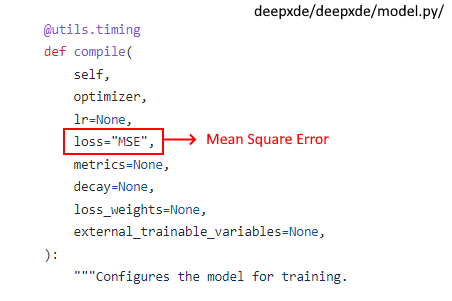 deepxde/deepxde/model.py/
@utils.timing
def compile(
self,
optimizer,
lr=None,
loss="MSE", Mean Square Error
metrics=None,
decay=None,
loss_weights=None,
external_trainable_variables=None,
):
"""Configures the model for training.